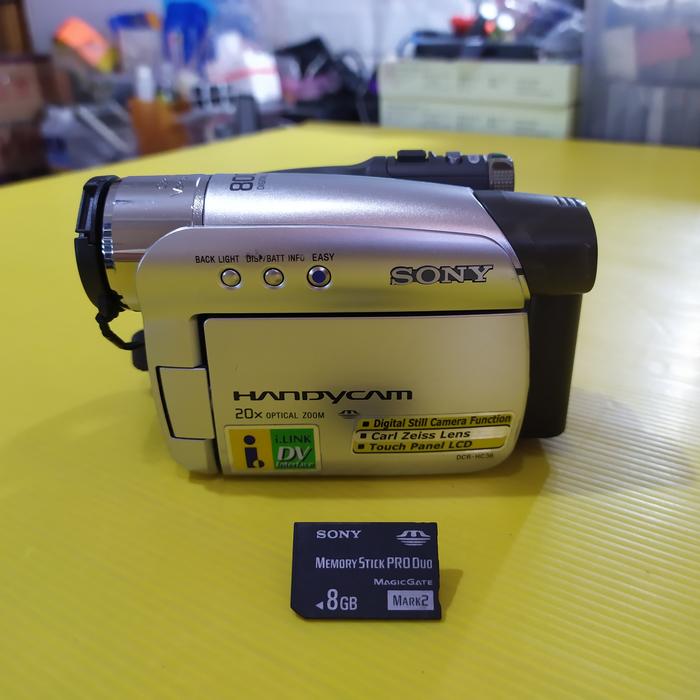 80
BACK LIGHT DISP/BATT INFO EASY
SONY
HANDYCAM
20x OPTICAL ZOOM
Digital Still Camera Function
Carl Zeiss Lens
Touch Panel LCD
i.LINK
DV
Interface
DCR-HC36
SONY
MEMORY STICK PRO DUO
MAGICGATE
8GB
MARK2